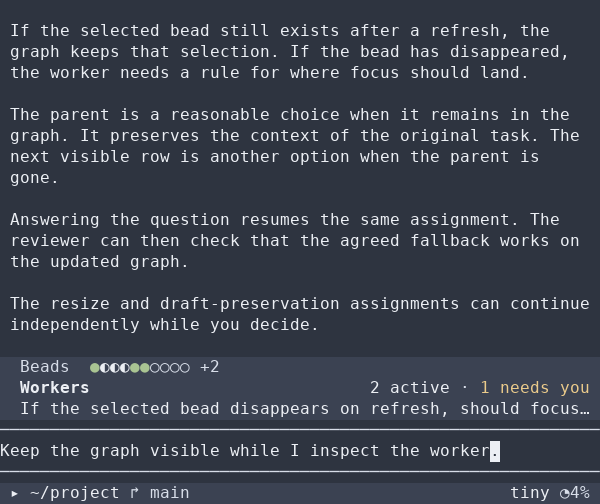 If the selected bead still exists after a refresh, the
graph keeps that selection. If the bead has disappeared,
the worker needs a rule for where focus should land.
The parent is a reasonable choice when it remains in the
graph. It preserves the context of the original task. The
next visible row is another option when the parent is
gone.
Answering the question resumes the same assignment. The
reviewer can then check that the agreed fallback works on
the updated graph.
The resize and draft-preservation assignments can continue
independently while you decide.
Beads ●◐◐◐●●○○○○ +2
Workers 2 active · 1 needs you
If the selected bead disappears on refresh, should focus…
Keep the graph visible while I inspect the worker.
▸ ~/project ↱ main tiny ◔4%